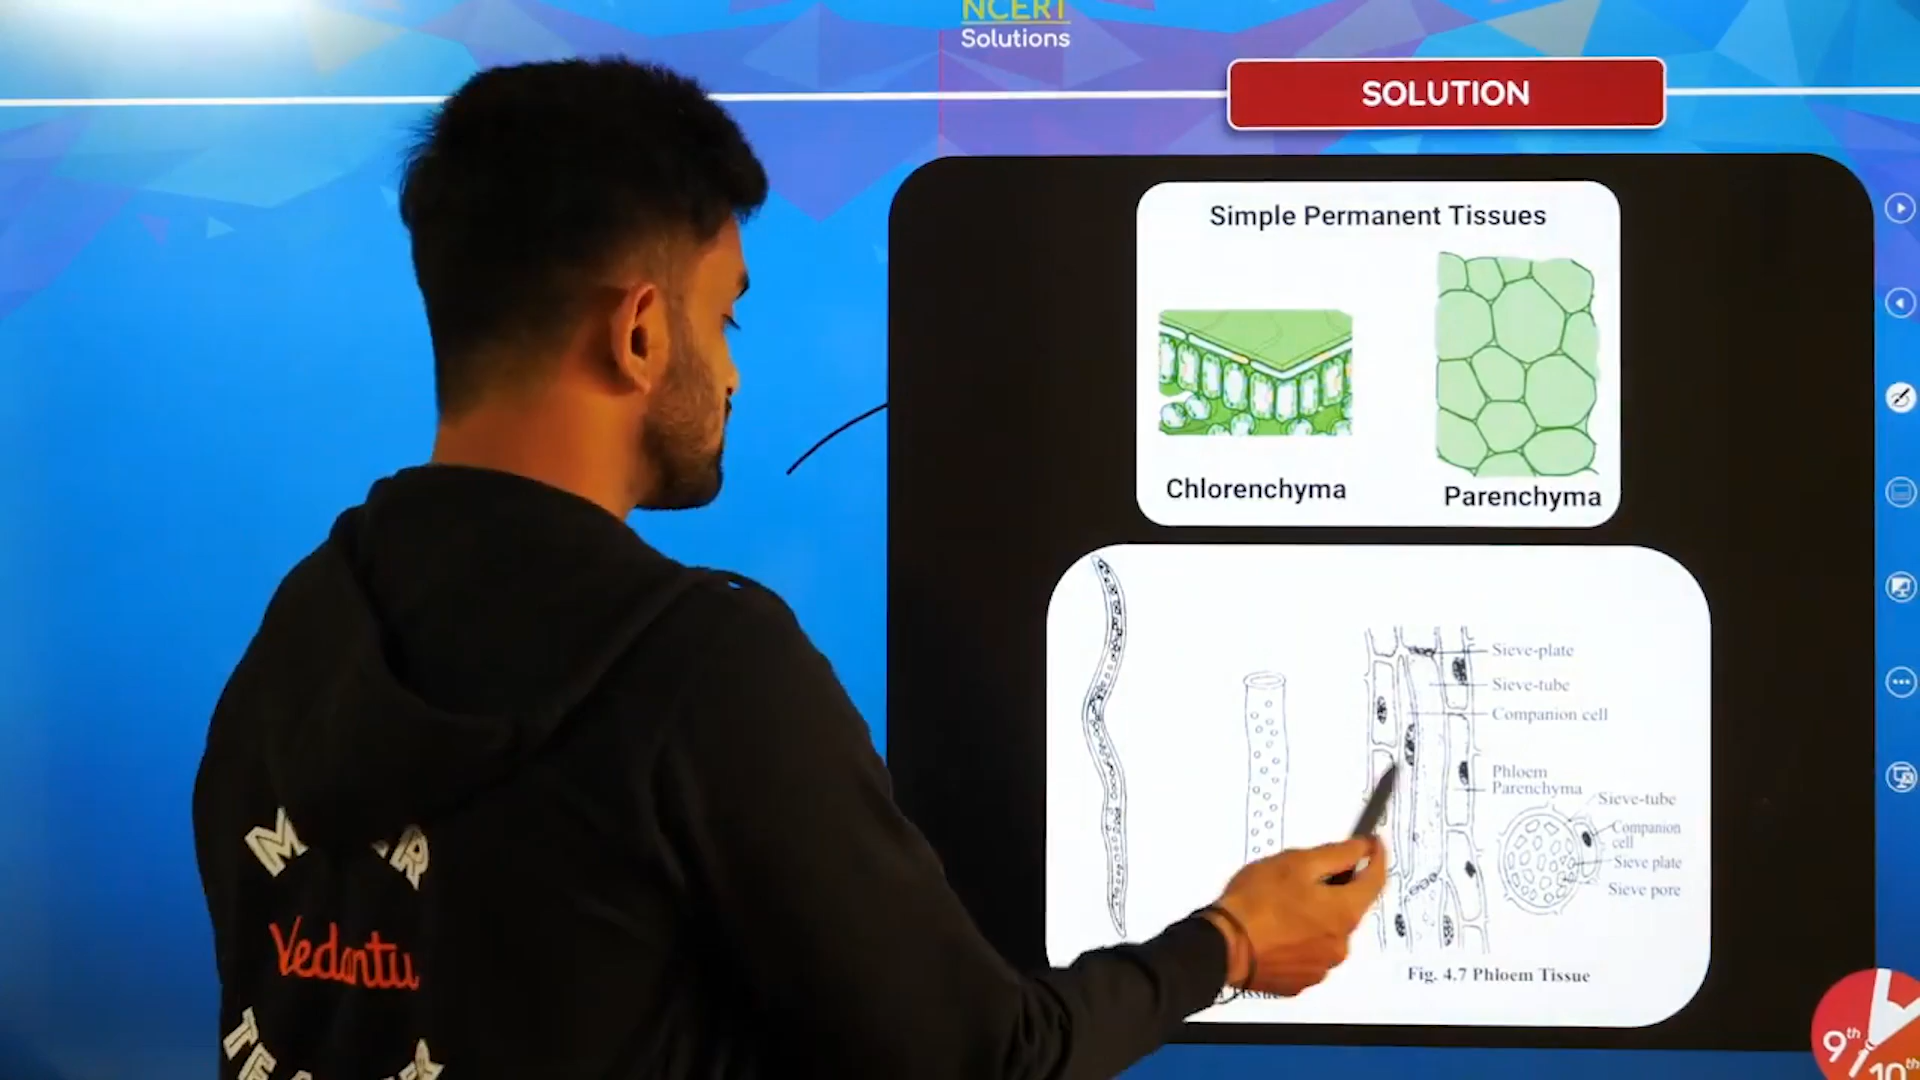 NCERT
Solutions
SOLUTION
Simple Permanent Tissues
Chlorenchyma
Parenchyma
Sieve-plate
Sieve-tube
Companion cell
Phloem
Parenchyma
Sieve-tube
Companion
cell
Sieve plate
Sieve pore
Fig. 4.7 Phloem Tissue
Tissue
Vedantu
9th
10th